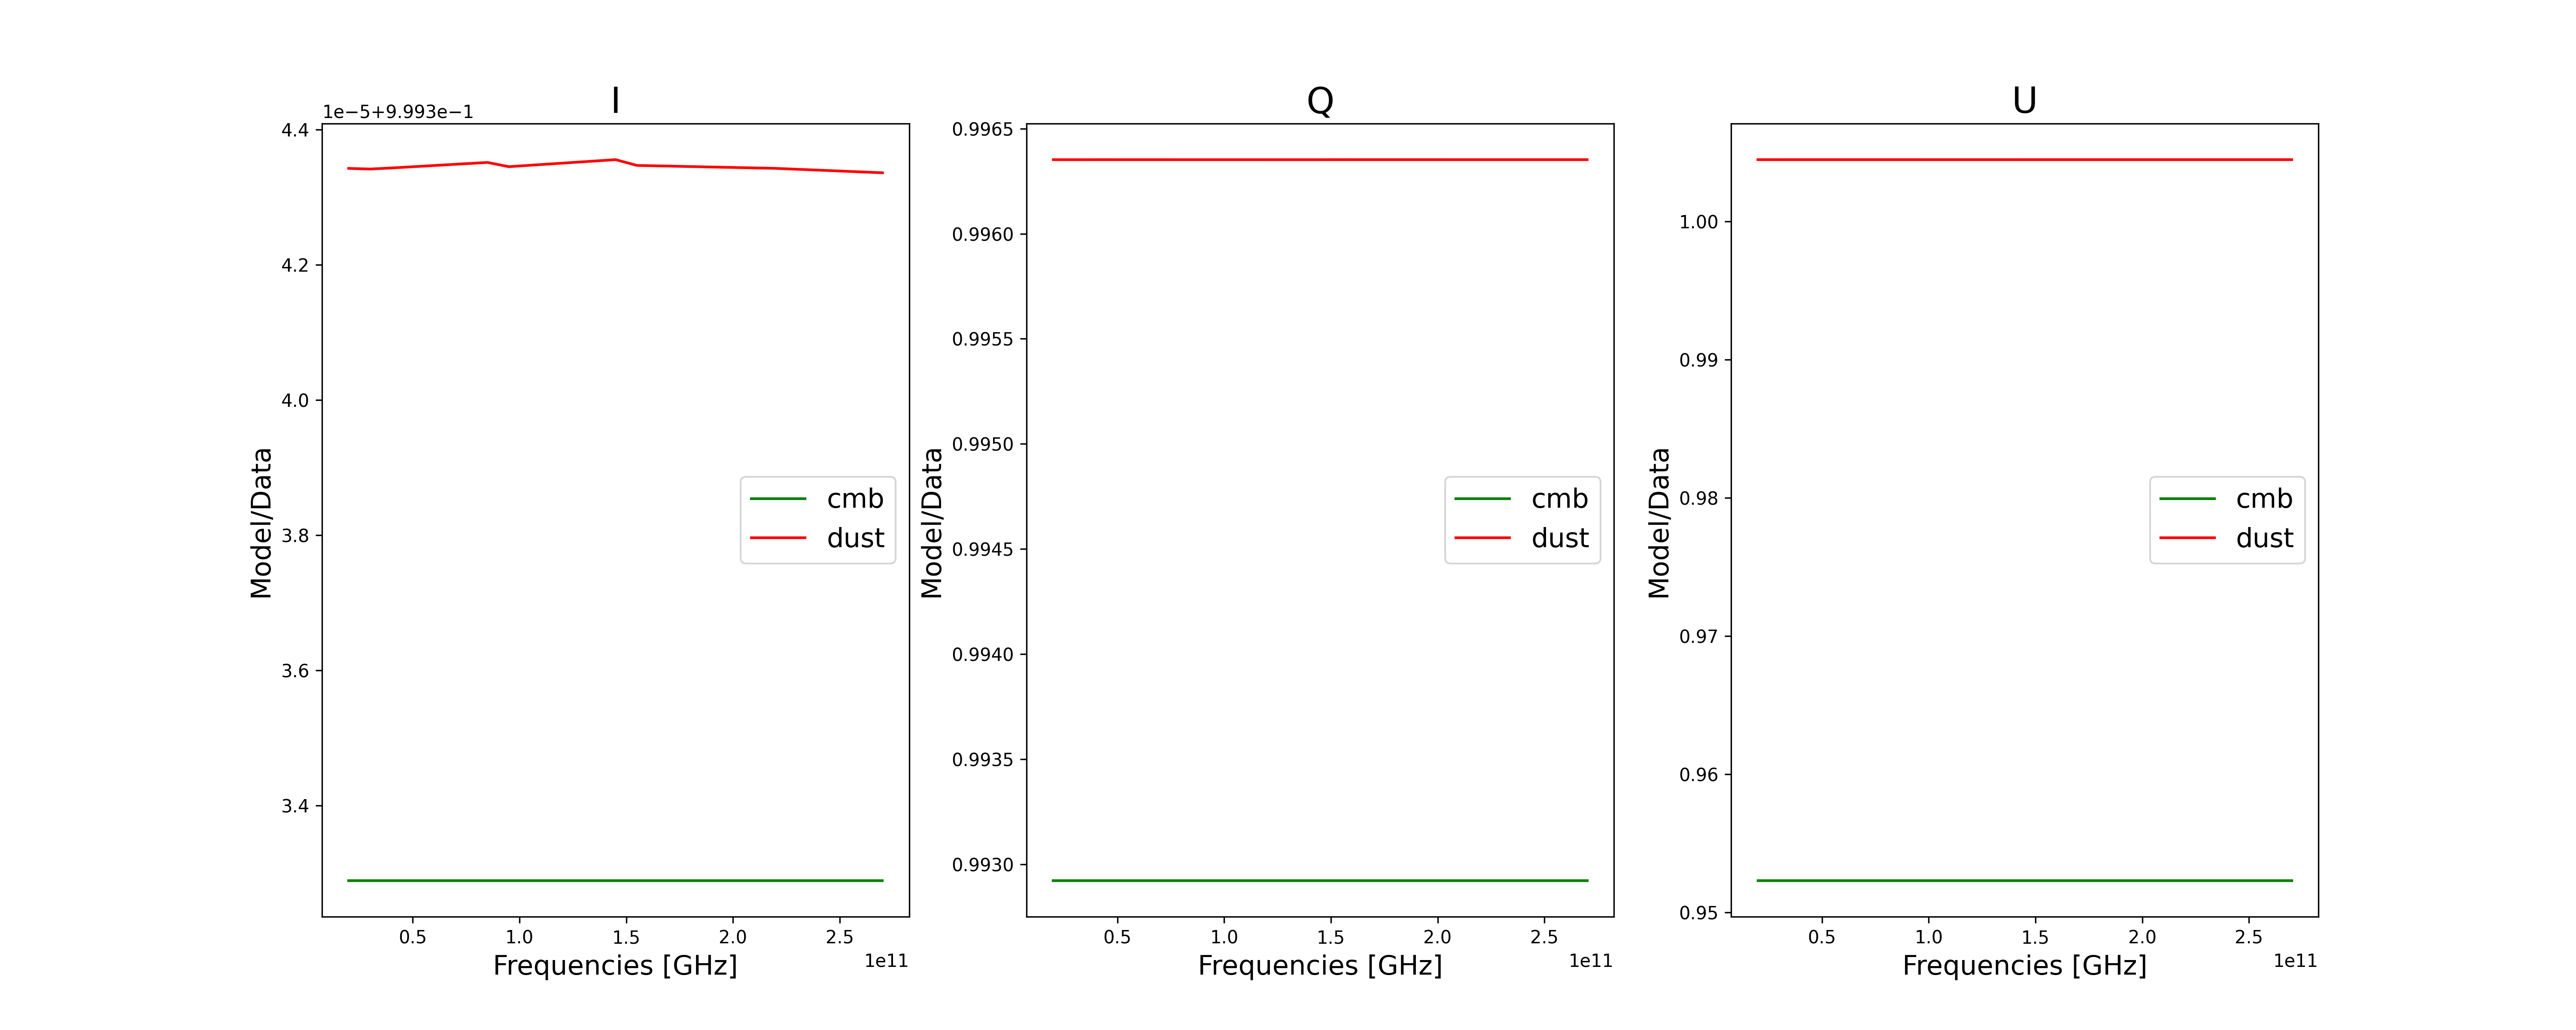 I
1e−5+9.993e−1
4.4
4.2
4.0
3.8
3.6
3.4
Model/Data
cmb
dust
0.5 1.0 1.5 2.0 2.5
Frequencies [GHz]
1e11
Q
0.9965
0.9960
0.9955
0.9950
0.9945
0.9940
0.9935
0.9930
Model/Data
cmb
dust
0.5 1.0 1.5 2.0 2.5
Frequencies [GHz]
1e11
U
1.00
0.99
0.98
0.97
0.96
0.95
Model/Data
cmb
dust
0.5 1.0 1.5 2.0 2.5
Frequencies [GHz]
1e11